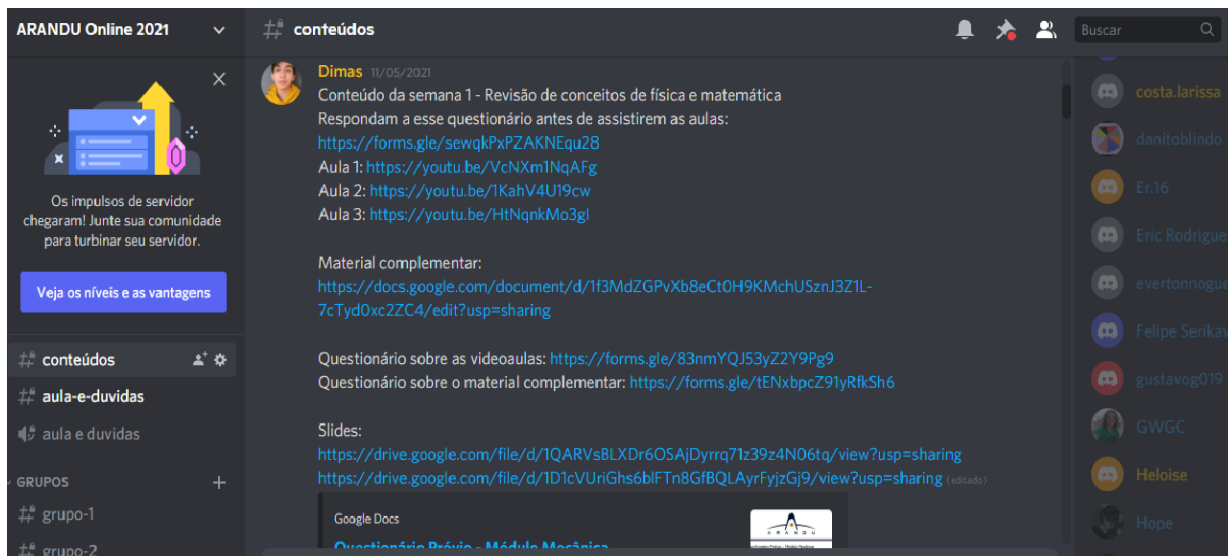 ARANDU Online 2021
Os impulsos de servidor
chegaram! Junte sua comunidade
para turbinar seu servidor.
Veja os níveis e as vantagens
conteúdos
aula-e-duvidas
aula e duvidas
GRUPOS
grupo-1
grupo-2
conteúdos
Buscar
Dimas 11/05/2021
Conteúdo da semana 1 - Revisão de conceitos de física e matemática
Respondam a esse questionário antes de assistirem as aulas:
https://forms.gle/sewqkPxPZAKNEqu28
Aula 1: https://youtu.be/VcNXm1NqAFg
Aula 2: https://youtu.be/1KahV4U19cw
Aula 3: https://youtu.be/HtNqnkMo3gI
Material complementar:
https://docs.google.com/document/d/1f3MdZGPvXb8eCt0H9KMchUSznJ3Z1L-
7cTyd0xc2ZC4/edit?usp=sharing
Questionário sobre as videoaulas: https://forms.gle/83nmYQJ53yZ2Y9Pg9
Questionário sobre o material complementar: https://forms.gle/tENxbpcZ91yRfkSh6
Slides:
https://drive.google.com/file/d/1QARVsBLXDr6OSAjDyrrq71z39z4N06tq/view?usp=sharing
https://drive.google.com/file/d/1D1cVUriGhs6blFTn8GfBQLAyrFyjzGj9/view?usp=sharing (editado)
Google Docs
Questionário Prévio - Módulo Mecânica
ARANDU
costa.larissa
danitoblindo
Er.16
Eric Rodrigue
evertonnogue
Felipe Serikav
gustavog019
GWGC
Heloise
Hope